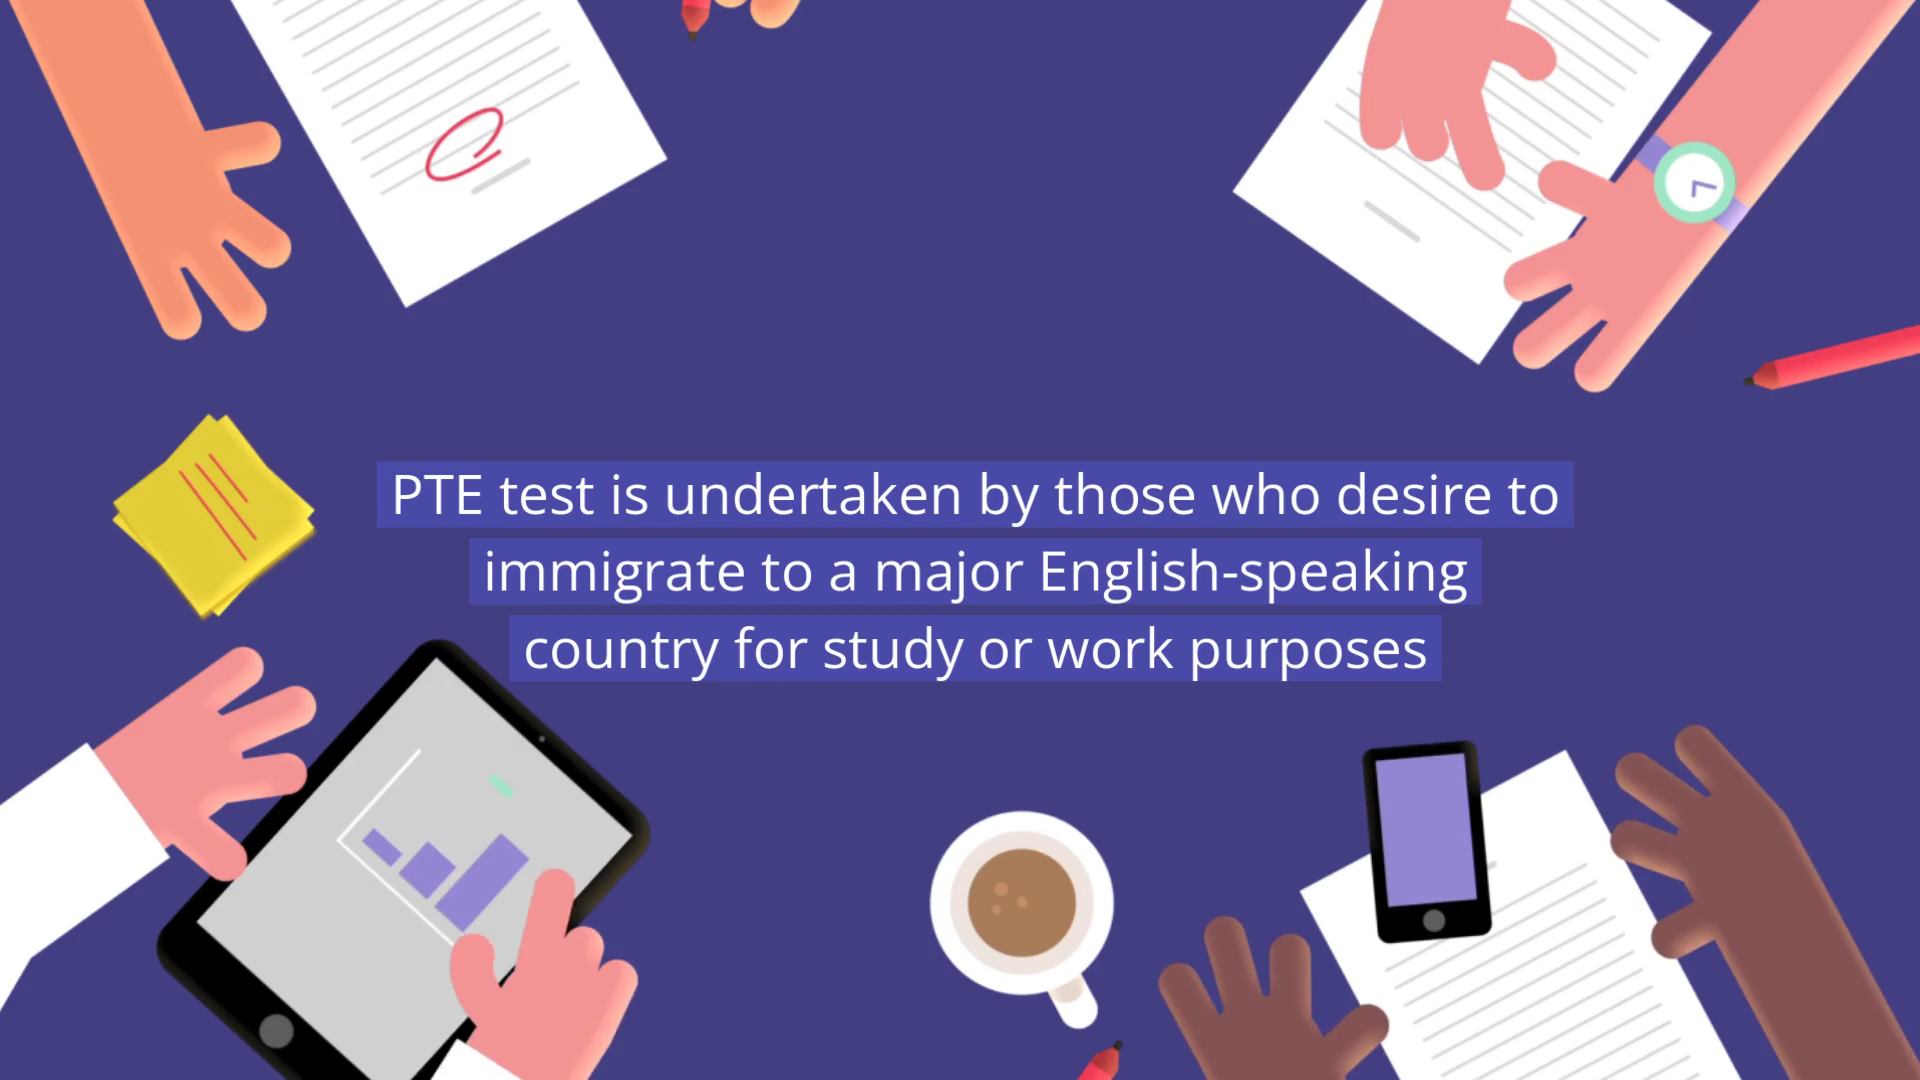 PTE test is undertaken by those who desire to
immigrate to a major English-speaking
country for study or work purposes